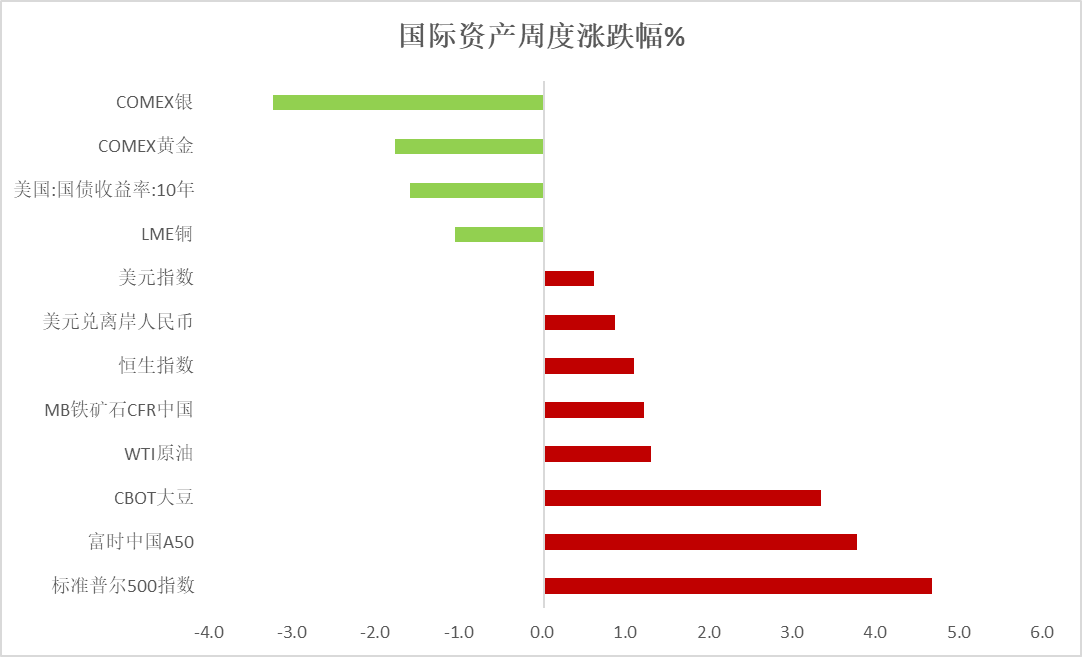 国际资产周度涨跌幅%
COMEX银
COMEX黄金
美国:国债收益率:10年
LME铜
美元指数
美元兑离岸人民币
恒生指数
MB铁矿石CFR中国
WTI原油
CBOT大豆
富时中国A50
标准普尔500指数
-4.0 -3.0 -2.0 -1.0 0.0 1.0 2.0 3.0 4.0 5.0 6.0